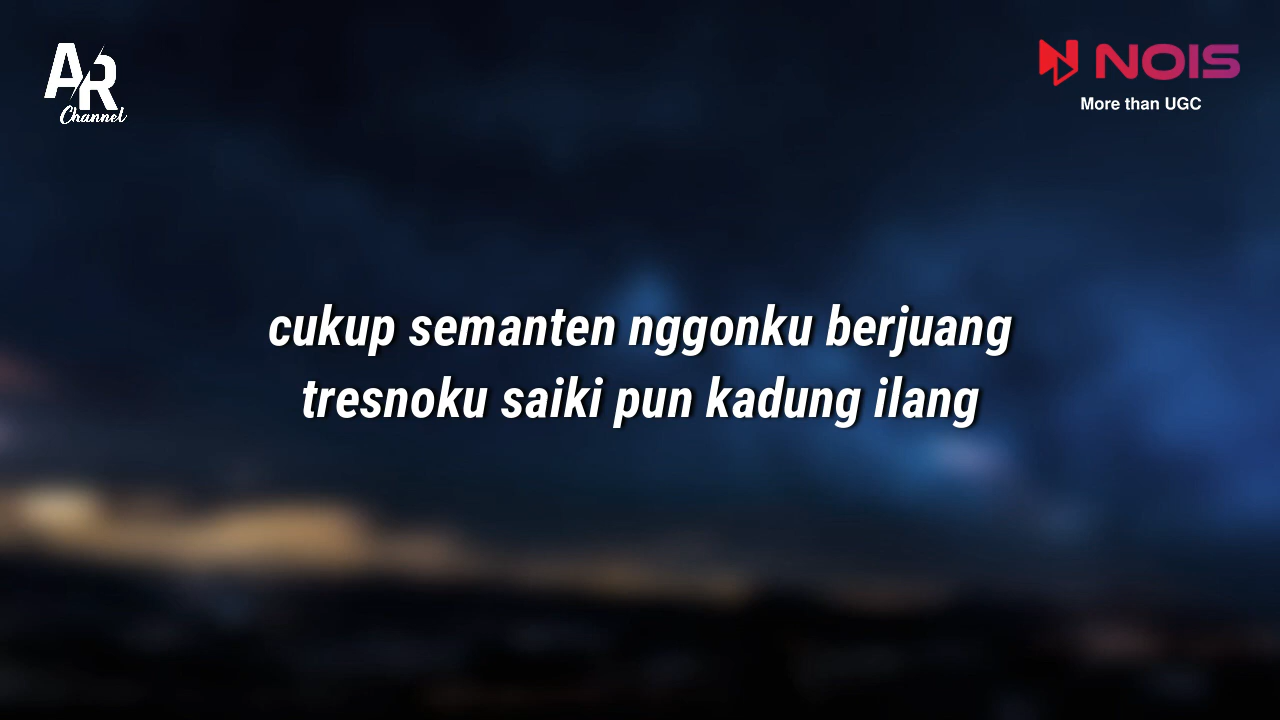 AR
Channel
NOIS
More than UGC
cukup semanten nggonku berjuang
tresnoku saiki pun kadung ilang